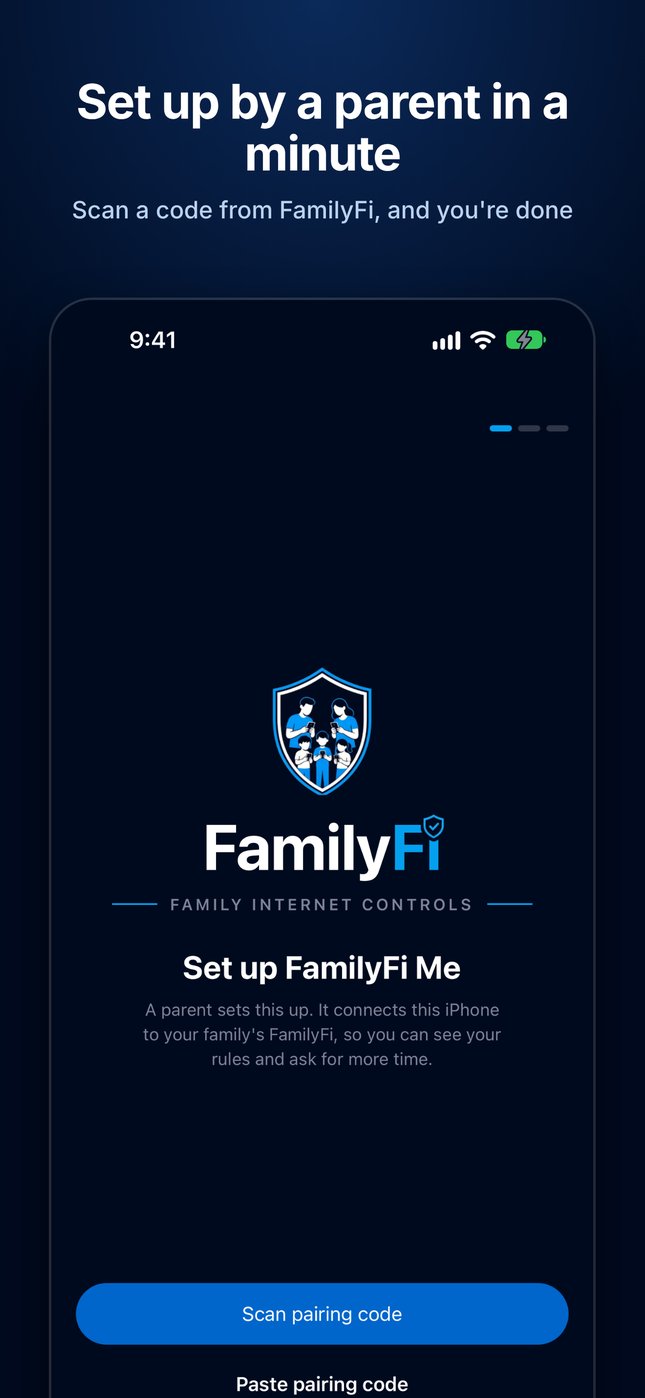 Set up by a parent in a
minute
Scan a code from FamilyFi, and you're done
9:41
FamilyFi
FAMILY INTERNET CONTROLS
Set up FamilyFi Me
A parent sets this up. It connects this iPhone
to your family's FamilyFi, so you can see your
rules and ask for more time.
Scan pairing code
Paste pairing code